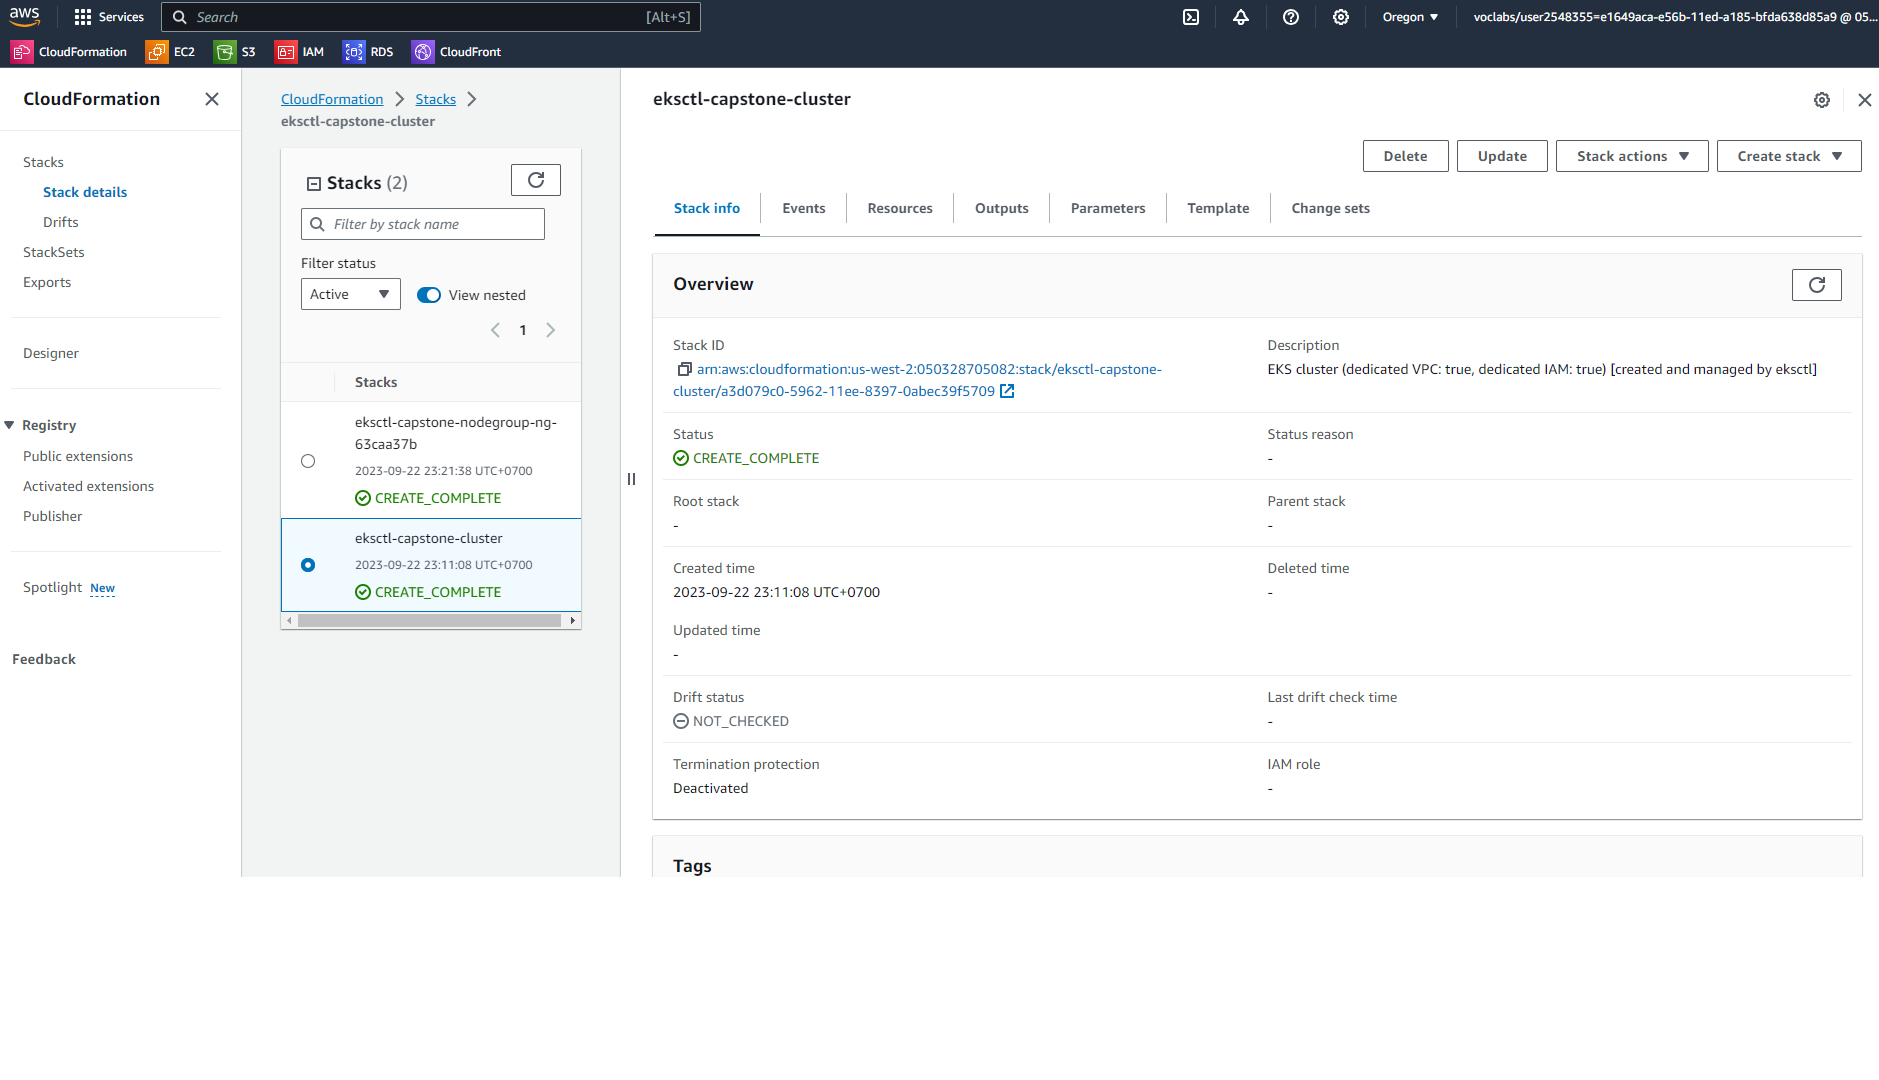 aws
Services
Search
[Alt+S]
Oregon
voclabs/user2548355=e1649aca-e56b-11ed-a185-bfda638d85a9 @ 05...
CloudFormation
EC2
S3
IAM
RDS
CloudFront
CloudFormation
Stacks
Stack details
Drifts
StackSets
Exports
Designer
Registry
Public extensions
Activated extensions
Publisher
Spotlight New
Feedback
CloudFormation
Stacks
eksctl-capstone-cluster
Stacks (2)
Filter by stack name
Filter status
Active
View nested
1
Stacks
eksctl-capstone-nodegroup-ng-
63caa37b
2023-09-22 23:21:38 UTC+0700
CREATE_COMPLETE
eksctl-capstone-cluster
2023-09-22 23:11:08 UTC+0700
CREATE_COMPLETE
eksctl-capstone-cluster
Delete
Update
Stack actions
Create stack
Stack info
Events
Resources
Outputs
Parameters
Template
Change sets
Overview
Stack ID
arn:aws:cloudformation:us-west-2:050328705082:stack/eksctl-capstone-
cluster/a3d079c0-5962-11ee-8397-0abec39f5709
Description
EKS cluster (dedicated VPC: true, dedicated IAM: true) [created and managed by eksctl]
Status
CREATE_COMPLETE
Status reason
-
Root stack
-
Parent stack
-
Created time
2023-09-22 23:11:08 UTC+0700
Deleted time
-
Updated time
-
Drift status
NOT_CHECKED
Last drift check time
-
Termination protection
Deactivated
IAM role
-
Tags